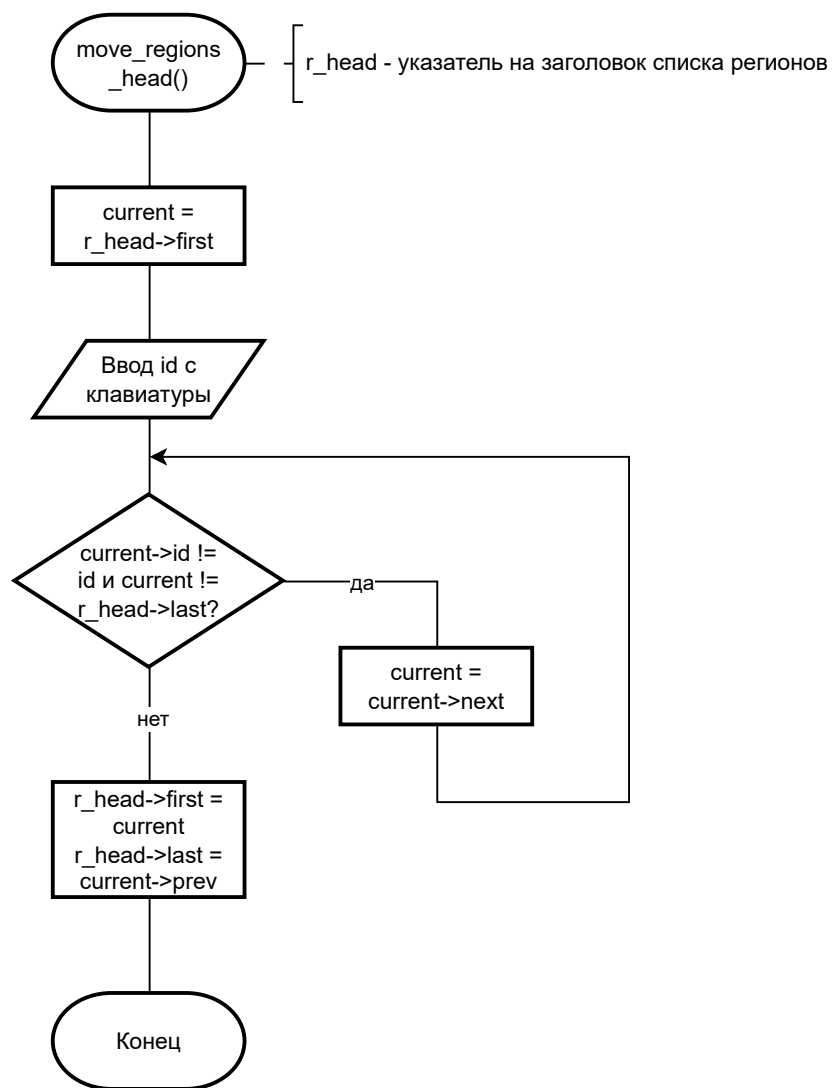 move_regions
_head()
r_head - указатель на заголовок списка регионов
current =
r_head->first
Ввод id с
клавиатуры
current->id !=
id и current !=
r_head->last?
да
current =
current->next
нет
r_head->first =
current
r_head->last =
current->prev
Конец